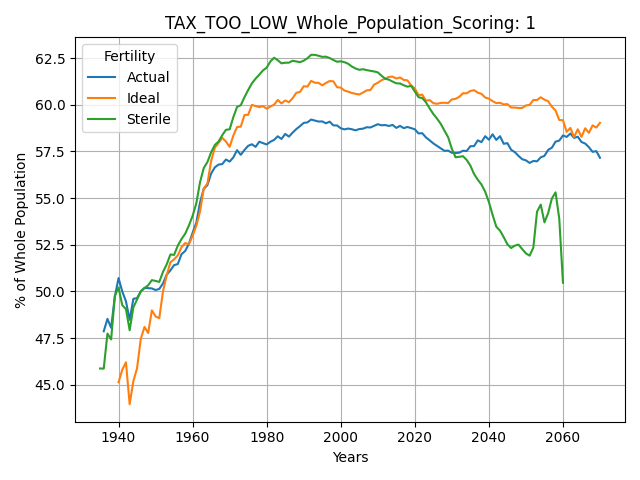 TAX_TOO_LOW_Whole_Population_Scoring: 1
Fertility
Actual
Ideal
Sterile
% of Whole Population
62.5
60.0
57.5
55.0
52.5
50.0
47.5
45.0
1940 1960 1980 2000 2020 2040 2060
Years